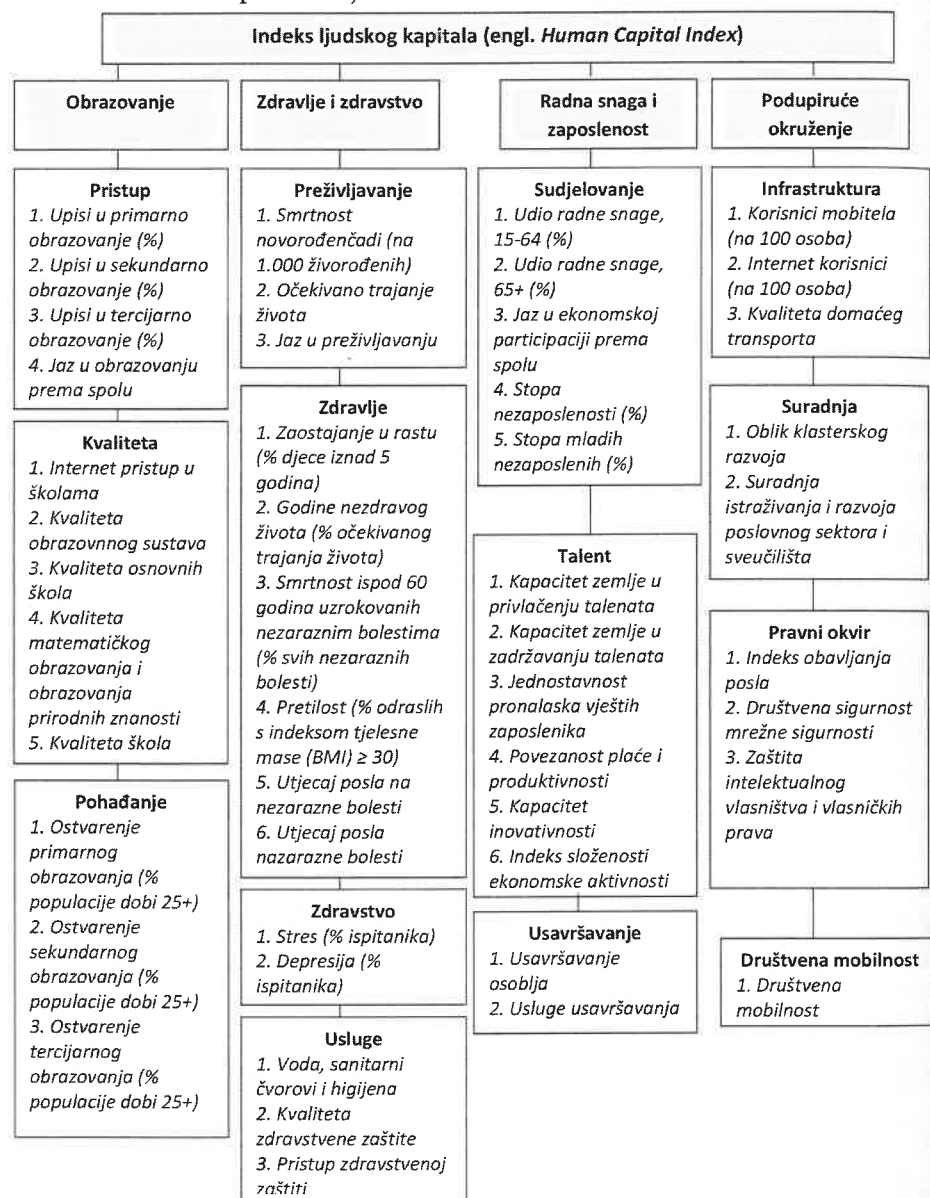 Indeks ljudskog kapitala (engl. Human Capital Index)
Obrazovanje
Pristup
1. Upisi u primarno
obrazovanje (%)
2. Upisi u sekundarno
obrazovanje (%)
3. Upisi u tercijarno
obrazovanje (%)
4. Jaz u obrazovanju
prema spolu
Kvaliteta
1. Internet pristup u
školama
2. Kvaliteta
obrazovnnog sustava
3. Kvaliteta osnovnih
škola
4. Kvaliteta
matematičkog
obrazovanja i
obrazovanja
prirodnih znanosti
5. Kvaliteta škola
Pohađanje
1. Ostvarenje
primarnog
obrazovanja (%
populacije dobi 25+)
2. Ostvarenje
sekundarnog
obrazovanja (%
populacije dobi 25+)
3. Ostvarenje
tercijarnog
obrazovanja (%
populacije dobi 25+)
Zdravlje i zdravstvo
Preživljavanje
1. Smrtnost
novorođenčadi (na
1.000 živorođenih)
2. Očekivano trajanje
života
3. Jaz u preživljavanju
Zdravlje
1. Zaostajanje u rastu
(% djece iznad 5
godina)
2. Godine nezdravog
života (% očekivanog
trajanja života)
3. Smrtnost ispod 60
godina uzrokovanih
nezaraznim bolestima
(% svih nezaraznih
bolesti)
4. Pretilost (% odraslih
s indeksom tjelesne
mase (BMI) ≥ 30)
5. Utjecaj posla na
nezarazne bolesti
6. Utjecaj posla
nazarazne bolesti
Zdravstvo
1. Stres (% ispitanika)
2. Depresija (%
ispitanika)
Usluge
1. Voda, sanitarni
čvorovi i higijena
2. Kvaliteta
zdravstvene zaštite
3. Pristup zdravstvenoj
zaštiti
Radna snaga i
zaposlenost
Sudjelovanje
1. Udio radne snage,
15-64 (%)
2. Udio radne snage,
65+ (%)
3. Jaz u ekonomskoj
participaciji prema
spolu
4. Stopa
nezaposlenosti (%)
5. Stopa mladih
nezaposlenih (%)
Talent
1. Kapacitet zemlje u
privlačenju talenata
2. Kapacitet zemlje u
zadržavanju talenata
3. Jednostavnost
pronalaska vještih
zaposlenika
4. Povezanost plaće i
produktivnosti
5. Kapacitet
inovativnosti
6. Indeks složenosti
ekonomske aktivnosti
Usavršavanje
1. Usavršavanje
osoblja
2. Usluge usavršavanja
Podupiruće
okruženje
Infrastruktura
1. Korisnici mobitela
(na 100 osoba)
2. Internet korisnici
(na 100 osoba)
3. Kvaliteta domaćeg
transporta
Suradnja
1. Oblik klasterskog
razvoja
2. Suradnja
istraživanja i razvoja
poslovnog sektora i
sveučilišta
Pravni okvir
1. Indeks obavljanja
posla
2. Društvena sigurnost
mrežne sigurnosti
3. Zaštita
intelektualnog
vlasništva i vlasničkih
prava
Društvena mobilnost
1. Društvena
mobilnost